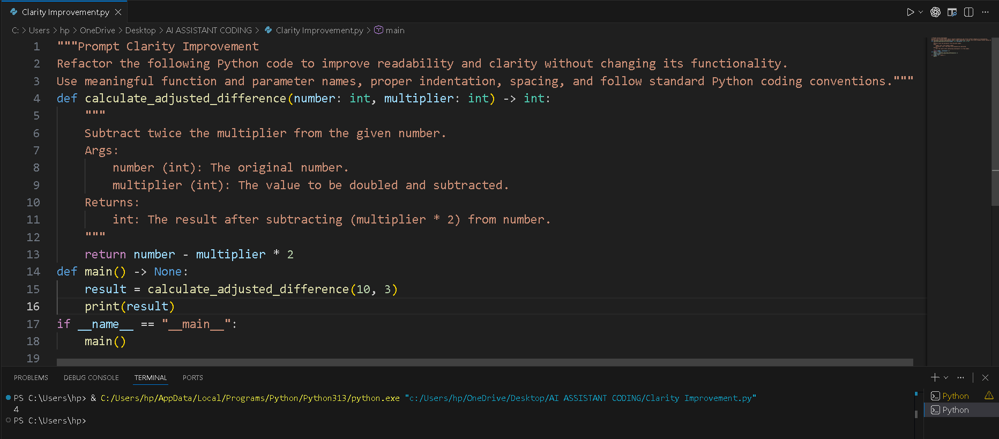 Clarity Improvement.py
C: > Users > hp > OneDrive > Desktop > AI ASSISTANT CODING > Clarity Improvement.py > main
1 """Prompt Clarity Improvement
2 Refactor the following Python code to improve readability and clarity without changing its functionality.
3 Use meaningful function and parameter names, proper indentation, spacing, and follow standard Python coding conventions."""
4 def calculate_adjusted_difference(number: int, multiplier: int) -> int:
5     """
6     Subtract twice the multiplier from the given number.
7     Args:
8         number (int): The original number.
9         multiplier (int): The value to be doubled and subtracted.
10     Returns:
11         int: The result after subtracting (multiplier * 2) from number.
12     """
13     return number - multiplier * 2
14 def main() -> None:
15     result = calculate_adjusted_difference(10, 3)
16     print(result)
17 if __name__ == "__main__":
18     main()
19
PROBLEMS DEBUG CONSOLE TERMINAL PORTS
PS C:\Users\hp> & C:/Users/hp/AppData/Local/Programs/Python/Python313/python.exe "c:/Users/hp/OneDrive/Desktop/AI ASSISTANT CODING/Clarity Improvement.py"
4
PS C:\Users\hp>
Python
Python